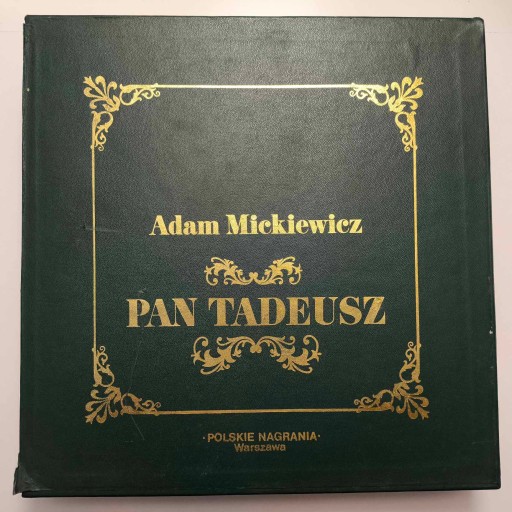 Adam Mickiewicz
PAN TADEUSZ
·POLSKIE NAGRANIA·
Warszawa